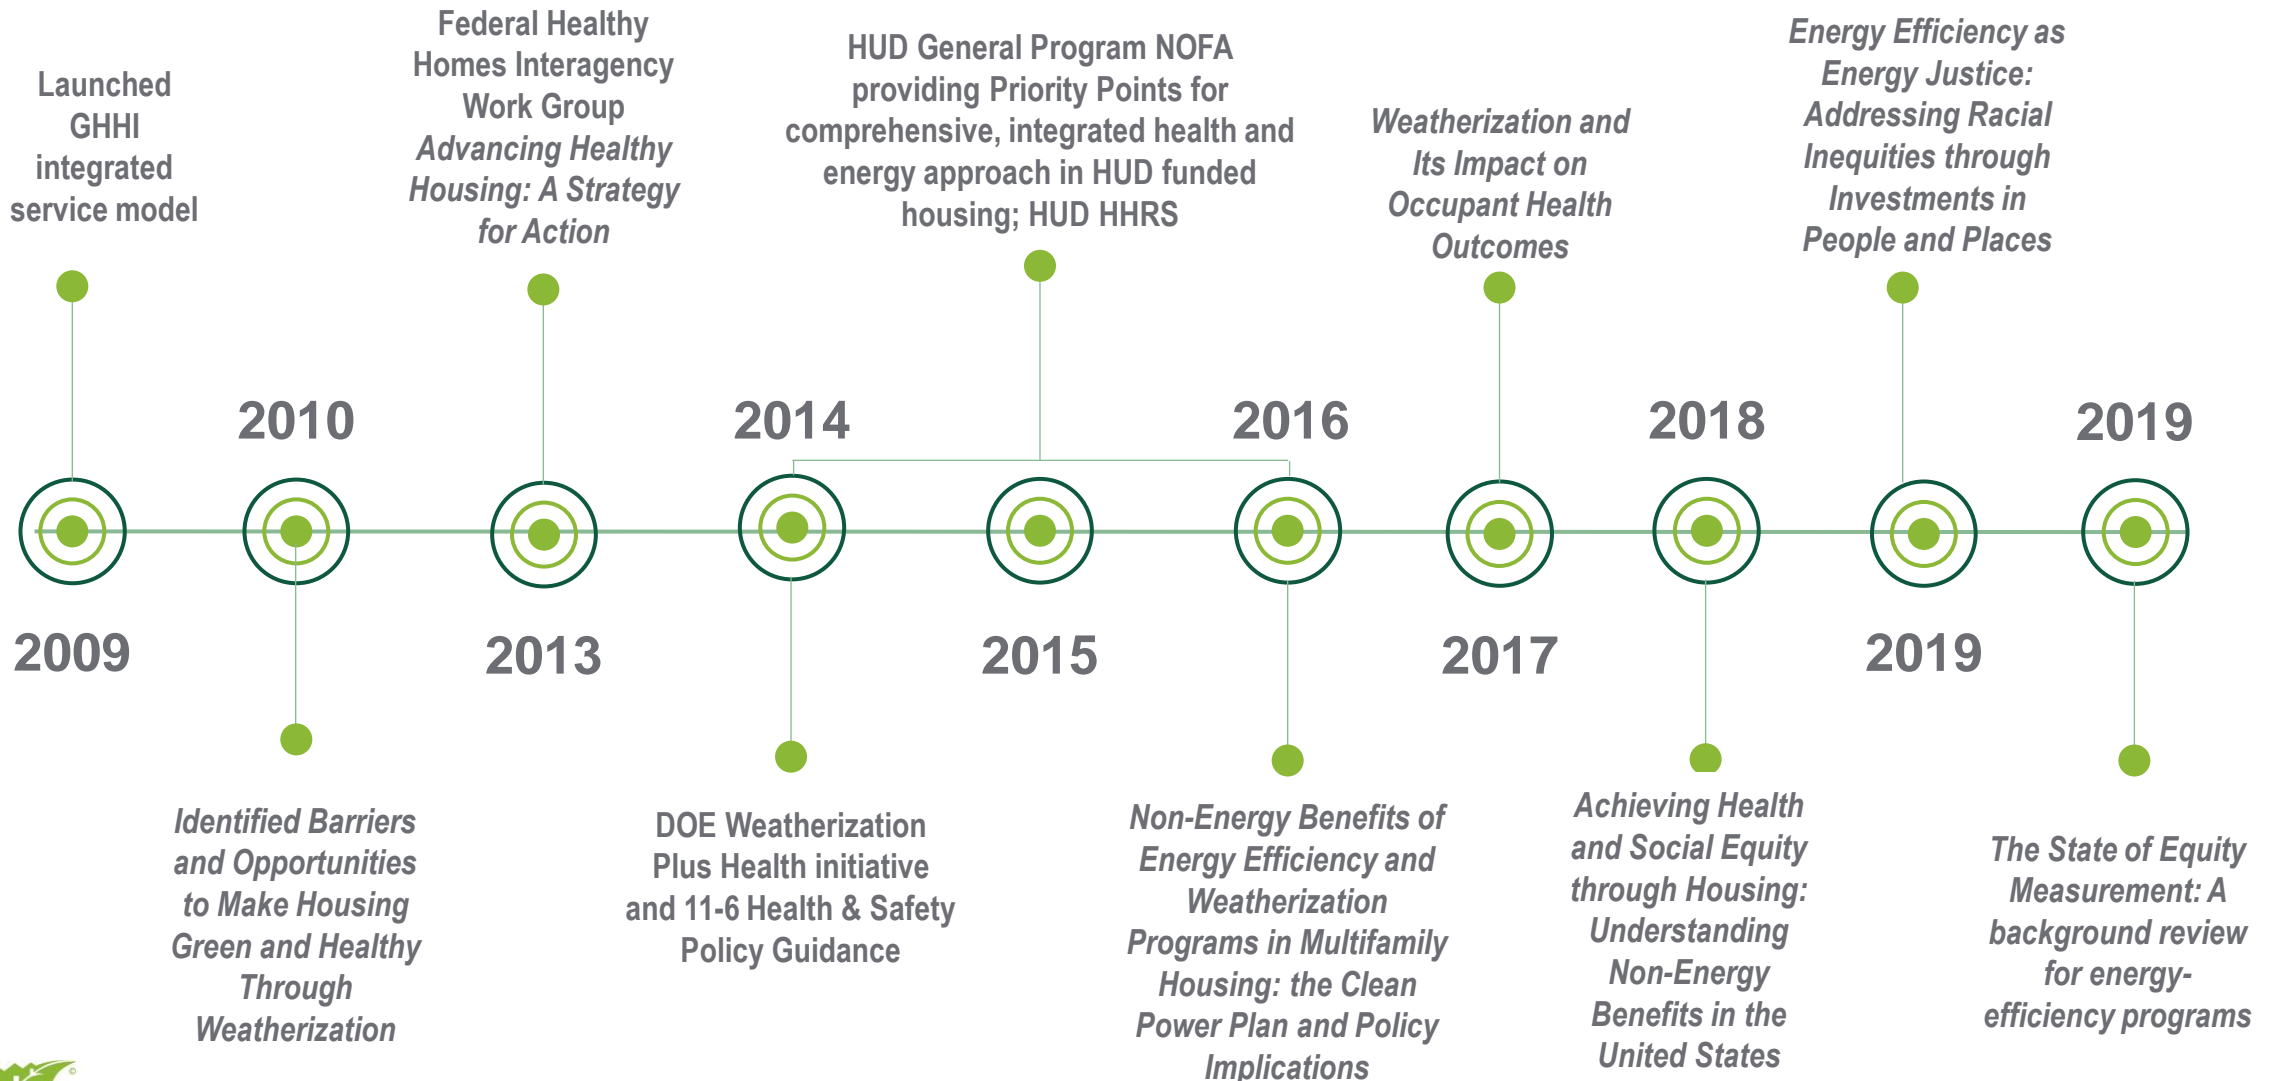 Launched
GHHI
integrated
service model
2009
2010
Identified Barriers
and Opportunities
to Make Housing
Green and Healthy
Through
Weatherization
Federal Healthy
Homes Interagency
Work Group
Advancing Healthy
Housing: A Strategy
for Action
2013
2014
DOE Weatherization
Plus Health initiative
and 11-6 Health & Safety
Policy Guidance
HUD General Program NOFA
providing Priority Points for
comprehensive, integrated health and
energy approach in HUD funded
housing; HUD HHRS
2015
2016
Non-Energy Benefits of
Energy Efficiency and
Weatherization
Programs in Multifamily
Housing: the Clean
Power Plan and Policy
Implications
Weatherization and
Its Impact on
Occupant Health
Outcomes
2017
2018
Achieving Health
and Social Equity
through Housing:
Understanding
Non-Energy
Benefits in the
United States
Energy Efficiency as
Energy Justice:
Addressing Racial
Inequities through
Investments in
People and Places
2019
2019
The State of Equity
Measurement: A
background review
for energy-
efficiency programs
©